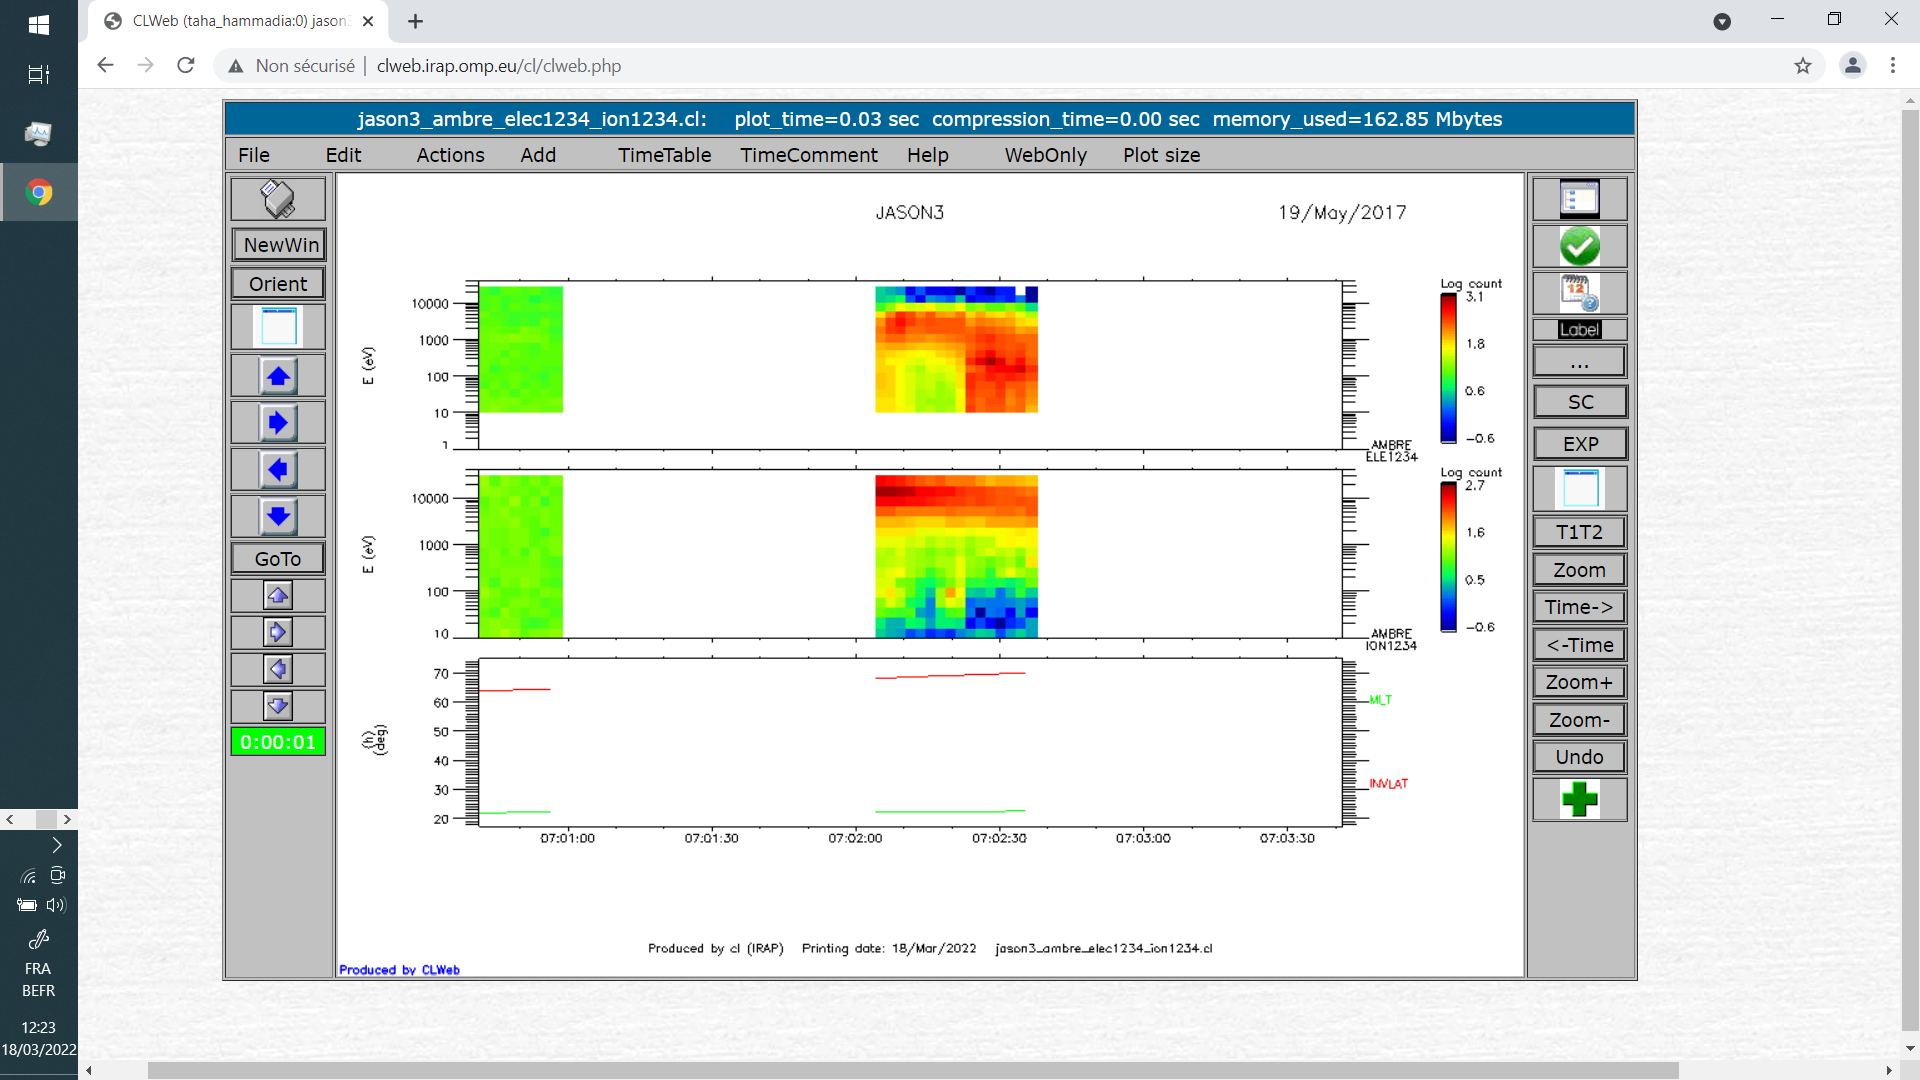 CLWeb (taha_hammadia:0) jason
Non sécurisé | clweb.irap.omp.eu/cl/clweb.php
jason3_ambre_elec1234_ion1234.cl: plot_time=0.03 sec compression_time=0.00 sec memory_used=162.85 Mbytes
File Edit Actions Add TimeTable TimeComment Help WebOnly Plot size
NewWin
Orient
GoTo
0:00:01
JASON3 19/May/2017
Log count
3.1
1.8
0.6
-0.6
E (eV)
10000
1000
100
10
1
AMBRE
ELE1234
Log count
2.7
1.6
0.5
-0.6
E (eV)
10000
1000
100
10
AMBRE
ION1234
(h)
(deg)
70
60
50
40
30
20
MLT
INVLAT
07:01:00 07:01:30 07:02:00 07:02:30 07:03:00 07:03:30
Produced by cl (IRAP) Printing date: 18/Mar/2022 jason3_ambre_elec1234_ion1234.cl
Produced by CLWeb
12
Label
...
SC
EXP
T1T2
Zoom
Time->
<-Time
Zoom+
Zoom-
Undo
FRA
BEFR
12:23
18/03/2022